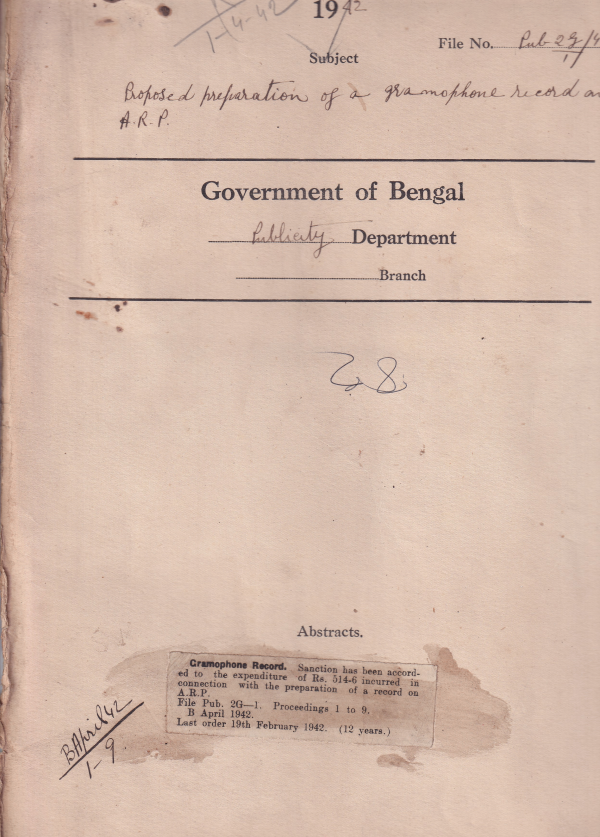 1942
1-4-42
File No. Pub 2G/4
1
Subject
Proposed preparation of a gramophone record
A.R.P.
Government of Bengal
Publicity Department
Branch
Abstracts.
Gramophone Record. Sanction has been accord-
ed to the expenditure of Rs. 514-6 incurred in
connection with the preparation of a record on
A.R.P.
File Pub. 2G—1. Proceedings 1 to 9,
B April 1942.
Last order 19th February 1942. (12 years.)
B April 42
1-9.